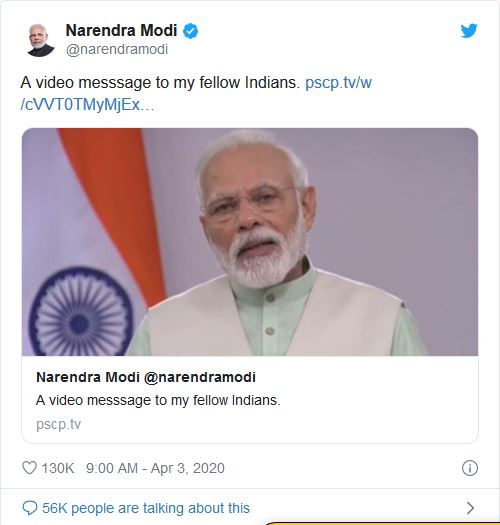 Narendra Modi
@narendramodi
A video messsage to my fellow Indians. pscp.tv/w
/cVVT0TMyMjEx…
Narendra Modi @narendramodi
A video messsage to my fellow Indians.
pscp.tv
130K 9:00 AM - Apr 3, 2020
56K people are talking about this